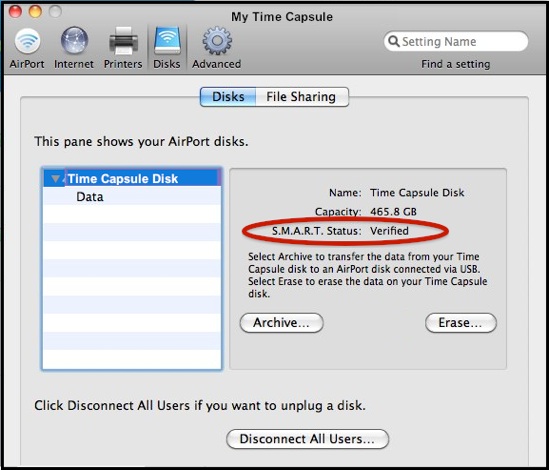 My Time Capsule
AirPort Internet Printers Disks Advanced
Setting Name
Find a setting
Disks File Sharing
This pane shows your AirPort disks.
Time Capsule Disk
Data
Name: Time Capsule Disk
Capacity: 465.8 GB
S.M.A.R.T. Status: Verified
Select Archive to transfer the data from your Time
Capsule disk to an AirPort disk connected via USB.
Select Erase to erase the data on your Time Capsule
disk.
Archive... Erase...
Click Disconnect All Users if you want to unplug a disk.
Disconnect All Users...